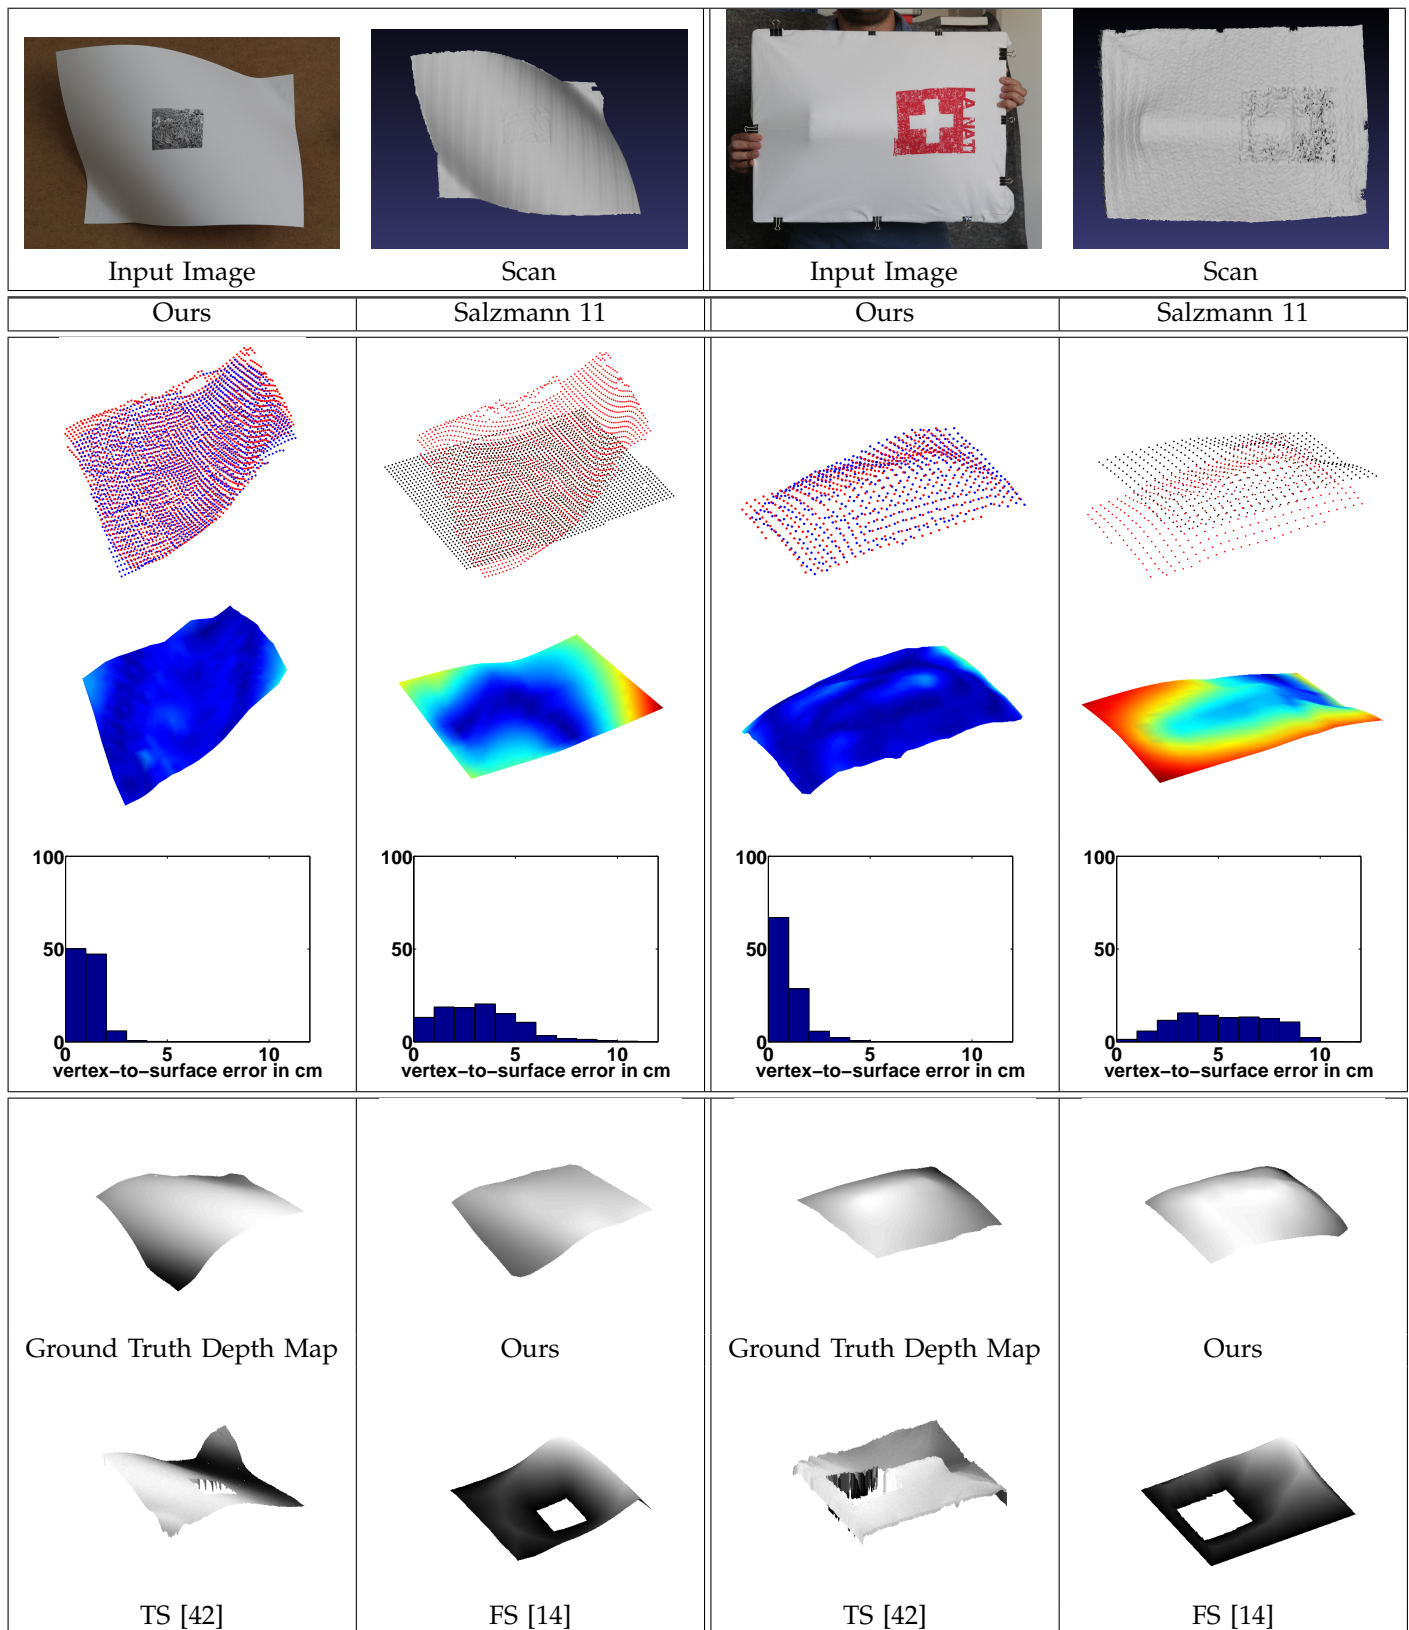 LA NATI
Input Image Scan Input Image Scan
Ours Salzmann 11 Ours Salzmann 11
100 100 100 100
50 50 50 50
0 0 0 0
0 5 10 0 5 10 0 5 10 0 5 10
vertex−to−surface error in cm vertex−to−surface error in cm vertex−to−surface error in cm vertex−to−surface error in cm
Ground Truth Depth Map Ours Ground Truth Depth Map Ours
TS [42] FS [14] TS [42] FS [14]